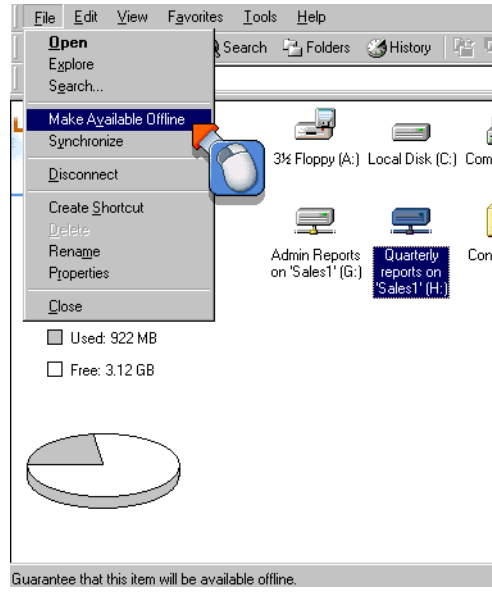 File Edit View Favorites Tools Help
Search Folders History
Open
Explore
Search...
Make Available Offline
Synchronize
Disconnect
Create Shortcut
Delete
Rename
Properties
Close
3½ Floppy (A:) Local Disk (C:) Com
Admin Reports
on 'Sales1' (G:)
Quarterly
reports on
'Sales1' (H:)
Con
Used: 922 MB
Free: 3.12 GB
Guarantee that this item will be available offline.